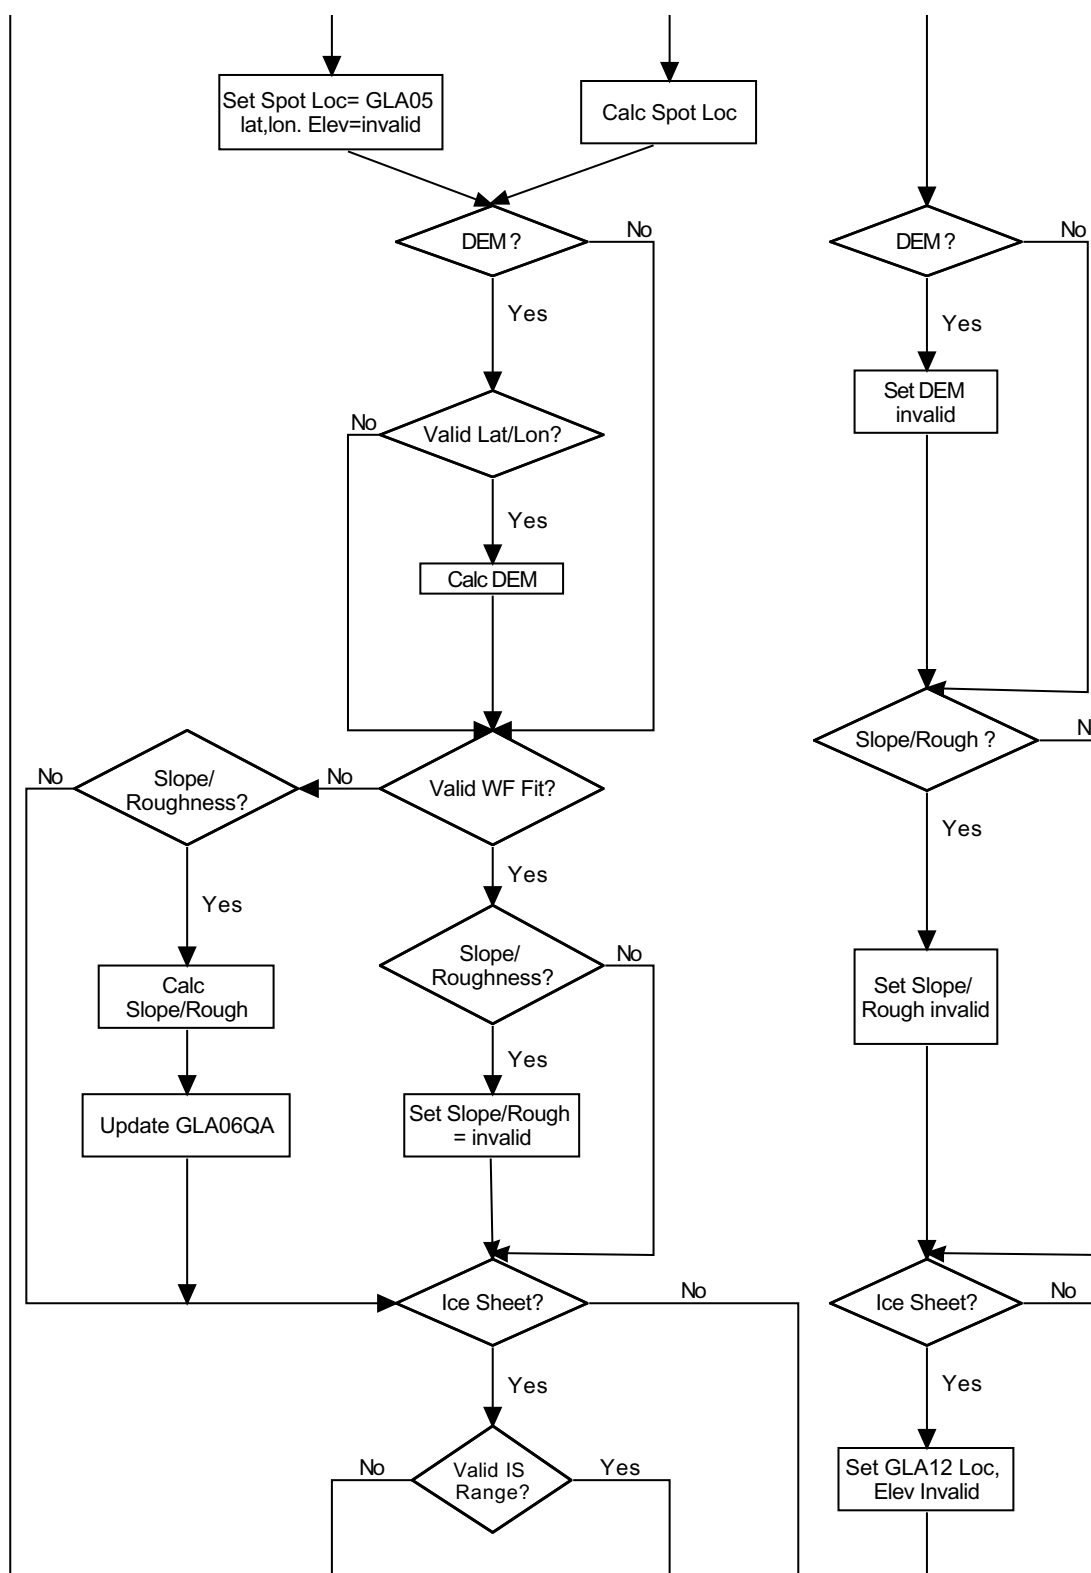 Set Spot Loc= GLA05
lat,lon. Elev=invalid
Calc Spot Loc
DEM ?
No
Yes
Valid Lat/Lon?
No
Yes
Calc DEM
Valid WF Fit?
No
Yes
Slope/
Roughness?
No
Yes
Calc
Slope/Rough
Update GLA06QA
Slope/
Roughness?
No
Yes
Set Slope/Rough
= invalid
Ice Sheet?
No
Yes
Valid IS
Range?
No
Yes
DEM ?
No
Yes
Set DEM
invalid
Slope/Rough ?
N
Yes
Set Slope/
Rough invalid
Ice Sheet?
No
Yes
Set GLA12 Loc,
Elev Invalid